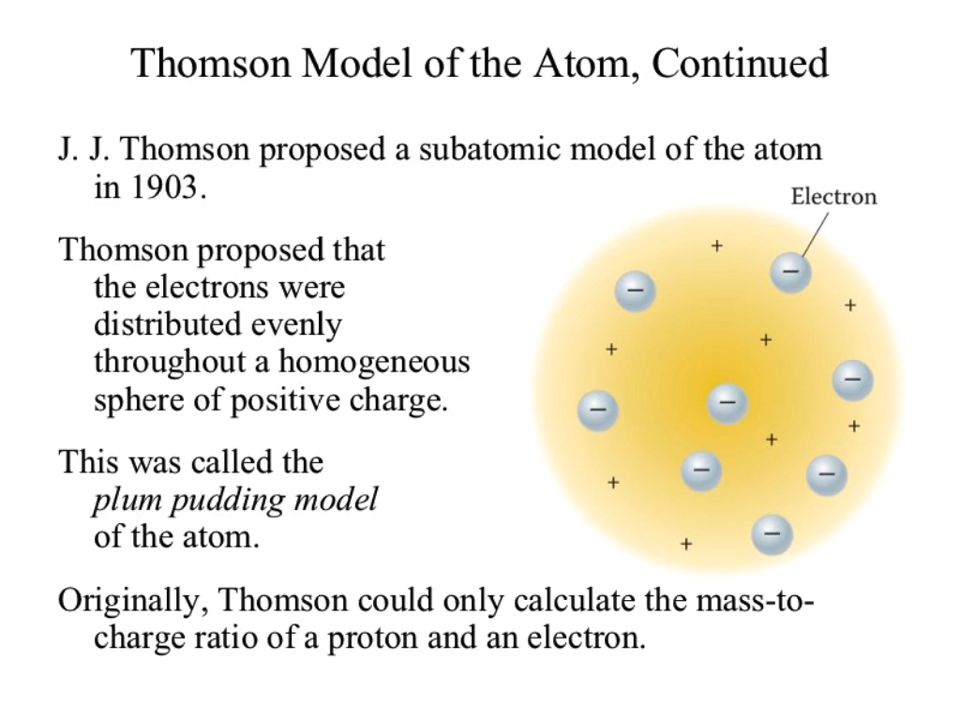 Thomson Model of the Atom, Continued
J. J. Thomson proposed a subatomic model of the atom
in 1903.
Electron
Thomson proposed that
the electrons were
distributed evenly
throughout a homogeneous
sphere of positive charge.
This was called the
plum pudding model
of the atom.
Originally, Thomson could only calculate the mass-to-
charge ratio of a proton and an electron.